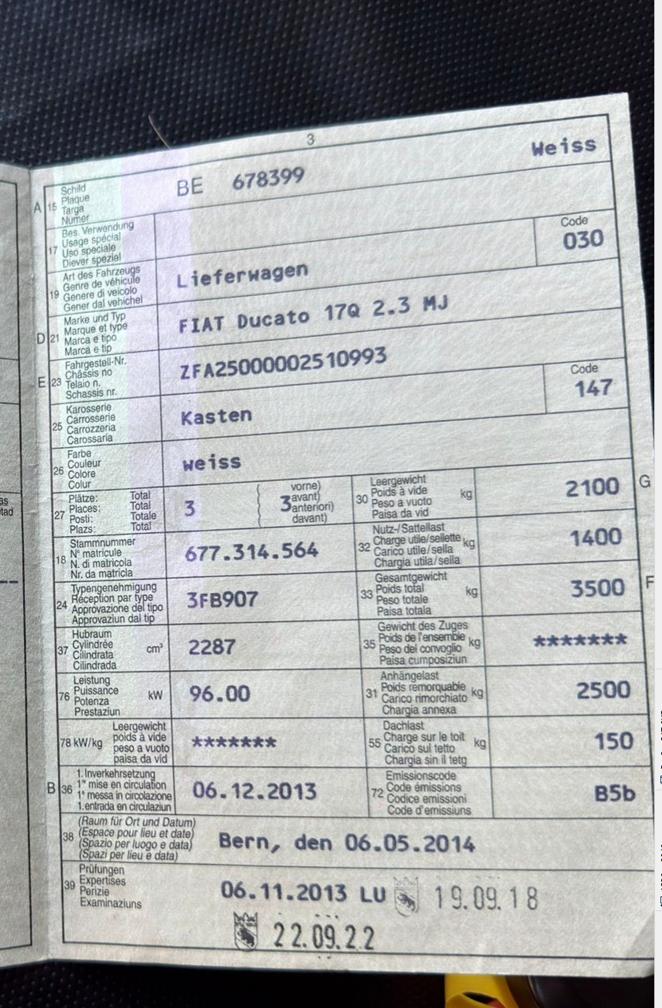 3
A 15 Schild
Plaque
Targa
Numer
BE 678399 Weiss
17 Bes. Verwendung
Usage spécial
Uso speciale
Diever spezial
Code
030
19 Art des Fahrzeugs
Genre de véhicule
Genere di veicolo
Gener dal vehichel
Lieferwagen
D 21 Marke und Typ
Marque et type
Marca e tipo
Marca e tip
FIAT Ducato 17Q 2.3 MJ
E 23 Fahrgestell-Nr.
Châssis no
Telaio n.
Schassis nr.
ZFA25000002510993
25 Karosserie
Carrosserie
Carrozzeria
Carossaria
Kasten
Code
147
26 Farbe
Couleur
Colore
Colur
weiss
27 Plätze: Total
Places: Total
Posti: Totale
Plazs: Total
3
3 vorne)
avant)
anteriori)
davant)
30 Leergewicht
Poids à vide
Peso a vuoto
Paisa da vid
kg
2100 G
18 Stammnummer
N° matricule
N. di matricola
Nr. da matricla
677.314.564
32 Nutz-/Sattellast
Charge utile/sellette
Carico utile/sella
Chargia utila/sella
kg
1400
24 Typengenehmigung
Réception par type
Approvazione del tipo
Approvaziun dal tip
3FB907
33 Gesamtgewicht
Poids total
Peso totale
Paisa totala
kg
3500 F
37 Hubraum
Cylindrée
Cilindrata
Cilindrada
cm³
2287
35 Gewicht des Zuges
Poids de l'ensemble
Peso del convoglio
Paisa cumposiziun
kg
*******
76 Leistung
Puissance
Potenza
Prestaziun
kW
96.00
31 Anhängelast
Poids remorquable
Carico rimorchiato
Chargia annexa
kg
2500
78 kW/kg Leergewicht
poids à vide
peso a vuoto
paisa da vid
*******
55 Dachlast
Charge sur le toit
Carico sul tetto
Chargia sin il tetg
kg
150
B 36 1. Inverkehrsetzung
1re mise en circulation
1a messa in circolazione
1. entrada en circulaziun
06.12.2013
72 Emissionscode
Code émissions
Codice emissioni
Code d'emissiuns
B5b
38 (Raum für Ort und Datum)
(Espace pour lieu et date)
(Spazio per luogo e data)
(Spazi per lieu e data)
Bern, den 06.05.2014
39 Prüfungen
Expertises
Perizie
Examinaziuns
06.11.2013 LU 19.09.18
22.09.22